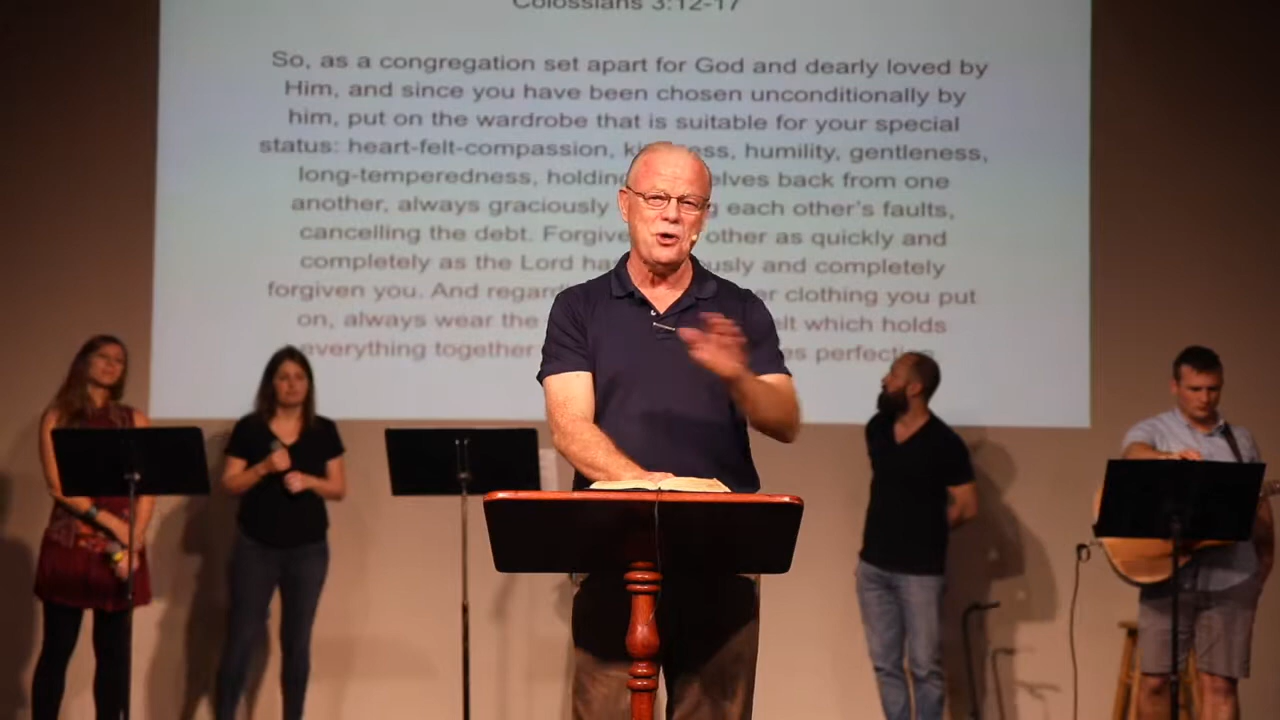 Colossians 3:12-17
So, as a congregation set apart for God and dearly loved by
Him, and since you have been chosen unconditionally by
him, put on the wardrobe that is suitable for your special
status: heart-felt-compassion, humility, gentleness,
long-temperedness, back from one
another, always graciously each other's faults,
cancelling the debt. other as quickly and
completely as the Lord and completely
forgiven you. And clothing you put
on, always wear the which holds
everything together